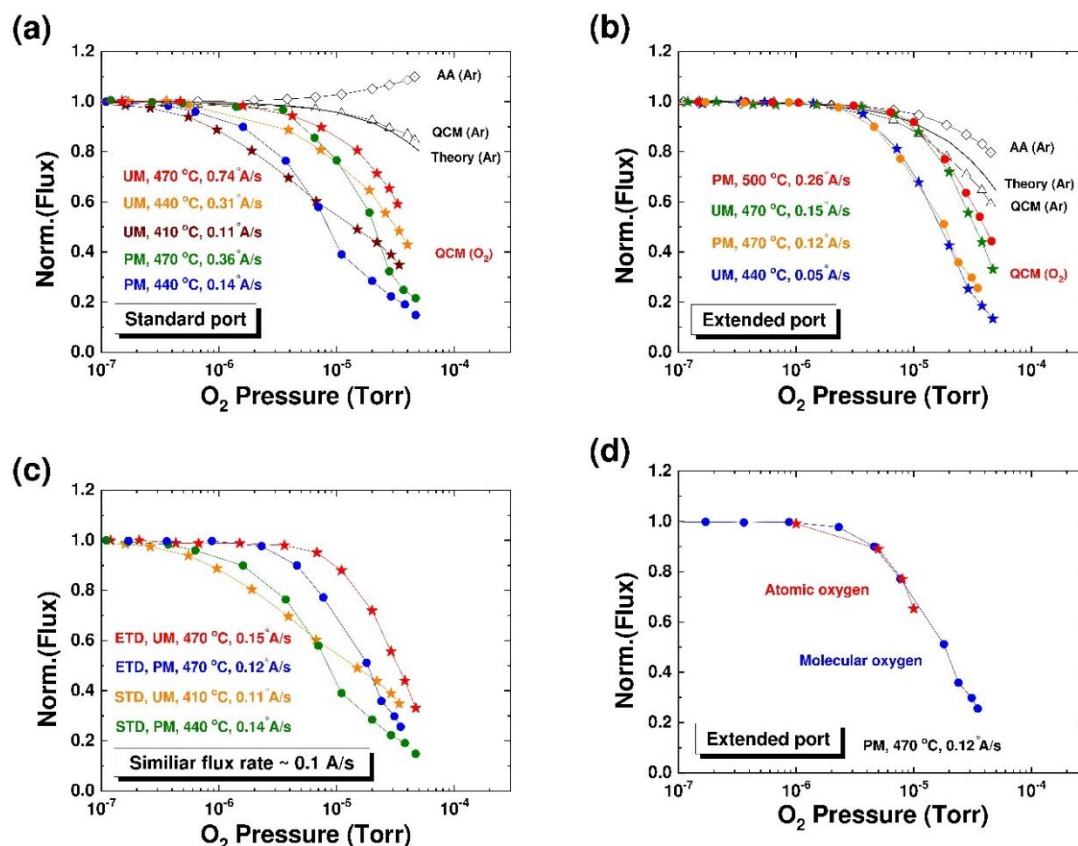 (a)
Norm.(Flux)
1.2
1.0
0.8
0.6
0.4
0.2
0.0
AA (Ar)
QCM (Ar)
Theory (Ar)
UM, 470 °C, 0.74 Å/s
UM, 440 °C, 0.31 Å/s
UM, 410 °C, 0.11 Å/s
PM, 470 °C, 0.36 Å/s
PM, 440 °C, 0.14 Å/s
QCM (O₂)
Standard port
10⁻⁷ 10⁻⁶ 10⁻⁵ 10⁻⁴
O₂ Pressure (Torr)
(b)
Norm.(Flux)
1.2
1.0
0.8
0.6
0.4
0.2
0.0
AA (Ar)
Theory (Ar)
QCM (Ar)
PM, 500 °C, 0.26 Å/s
UM, 470 °C, 0.15 Å/s
PM, 470 °C, 0.12 Å/s
UM, 440 °C, 0.05 Å/s
QCM (O₂)
Extended port
10⁻⁷ 10⁻⁶ 10⁻⁵ 10⁻⁴
O₂ Pressure (Torr)
(c)
Norm.(Flux)
1.2
1.0
0.8
0.6
0.4
0.2
0.0
ETD, UM, 470 °C, 0.15 Å/s
ETD, PM, 470 °C, 0.12 Å/s
STD, UM, 410 °C, 0.11 Å/s
STD, PM, 440 °C, 0.14 Å/s
Similiar flux rate ~ 0.1 A/s
10⁻⁷ 10⁻⁶ 10⁻⁵ 10⁻⁴
O₂ Pressure (Torr)
(d)
Norm.(Flux)
1.2
1.0
0.8
0.6
0.4
0.2
0.0
Atomic oxygen
Molecular oxygen
Extended port
PM, 470 °C, 0.12 Å/s
10⁻⁷ 10⁻⁶ 10⁻⁵ 10⁻⁴
O₂ Pressure (Torr)